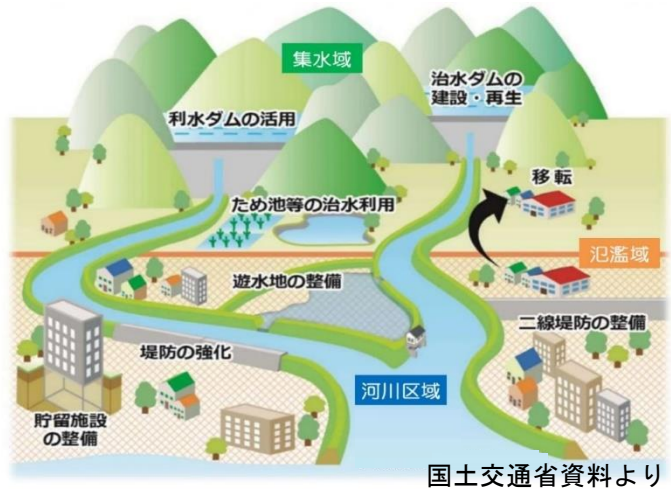 集水域
治水ダムの
建設・再生
利水ダムの活用
移転
ため池等の治水利用
氾濫域
遊水地の整備
二線堤防の整備
堤防の強化
河川区域
貯留施設
の整備
国土交通省資料より